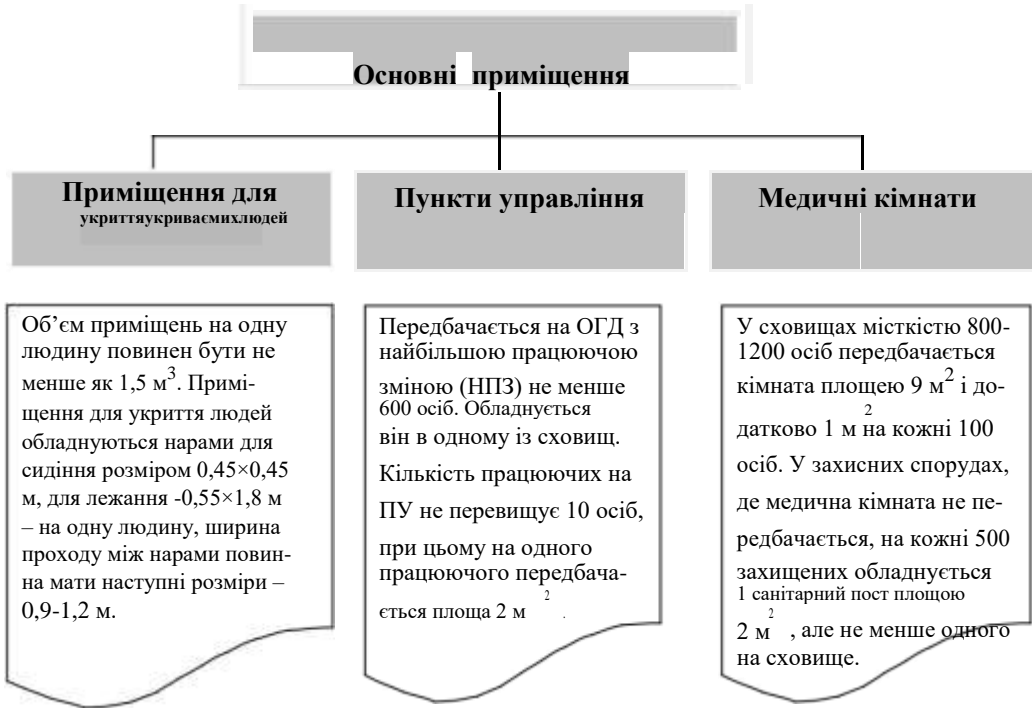 Основні приміщення
Приміщення для
укриттяукриваємихлюдей
Пункти управління
Медичні кімнати
Об’єм приміщень на одну
людину повинен бути не
менше як 1,5 м³. Примі-
щення для укриття людей
обладнуються нарами для
сидіння розміром 0,45×0,45
м, для лежання -0,55×1,8 м
– на одну людину, ширина
проходу між нарами повин-
на мати наступні розміри –
0,9-1,2 м.
Передбачається на ОГД з
найбільшою працюючою
зміною (НПЗ) не менше
600 осіб. Обладнується
він в одному із сховищ.
Кількість працюючих на
ПУ не перевищує 10 осіб,
при цьому на одного
працюючого передбача-
ється площа 2 м².
У сховищах місткістю 800-
1200 осіб передбачається
кімната площею 9 м² і до-
датково 1 м² на кожні 100
осіб. У захисних спорудах,
де медична кімната не пе-
редбачається, на кожні 500
захищених обладнується
1 санітарний пост площою
2 м², але не менше одного
на сховище.